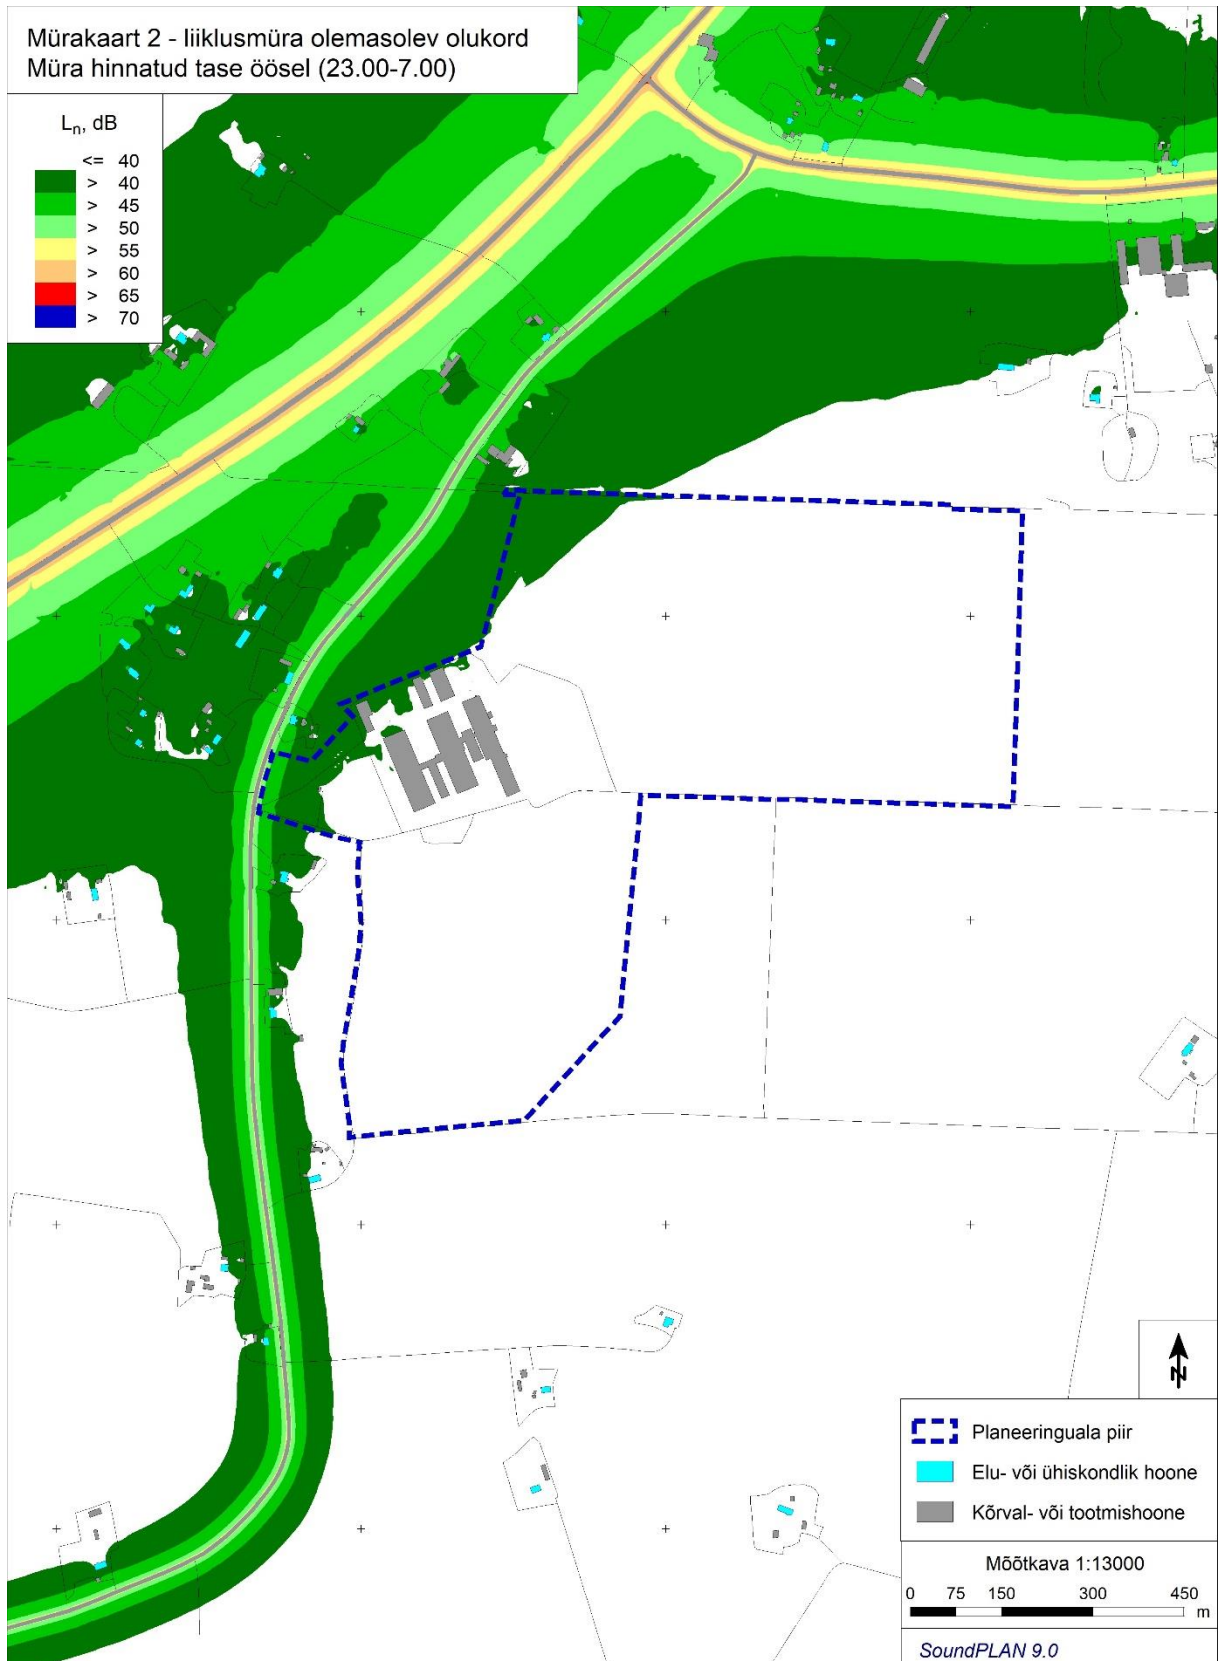 Mürakaart 2 - liiklusmüra olemasolev olukord
Müra hinnatud tase öösel (23.00-7.00)
Ln, dB
<= 40
> 40
> 45
> 50
> 55
> 60
> 65
> 70
N
Planeeringuala piir
Elu- või ühiskondlik hoone
Kõrval- või tootmishoone
Mõõtkava 1:13000
0 75 150 300 450
m
SoundPLAN 9.0